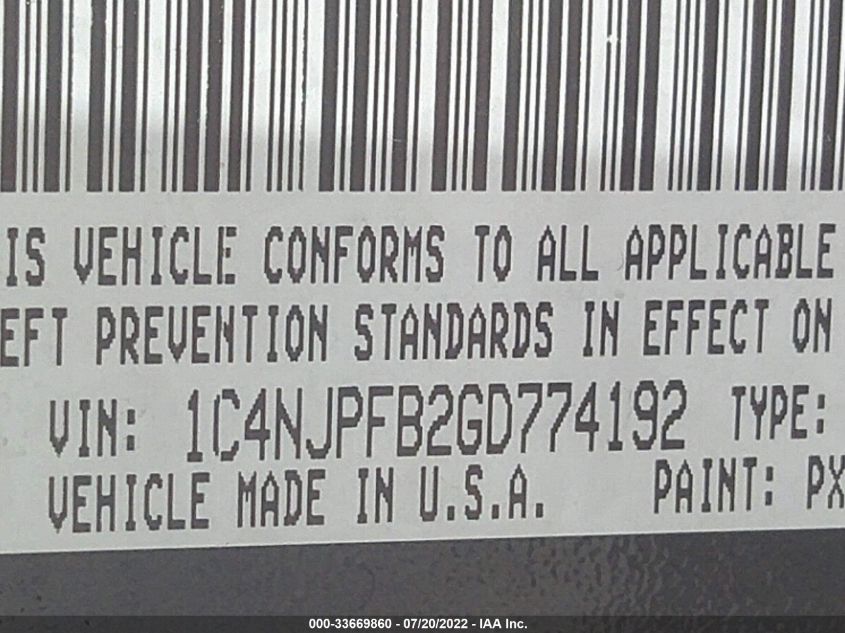 IS VEHICLE CONFORMS TO ALL APPLICABLE
EFT PREVENTION STANDARDS IN EFFECT ON
VIN: 1C4NJPFB2GD774192 TYPE:
VEHICLE MADE IN U.S.A. PAINT: PX
000-33669860 - 07/20/2022 - IAA Inc.